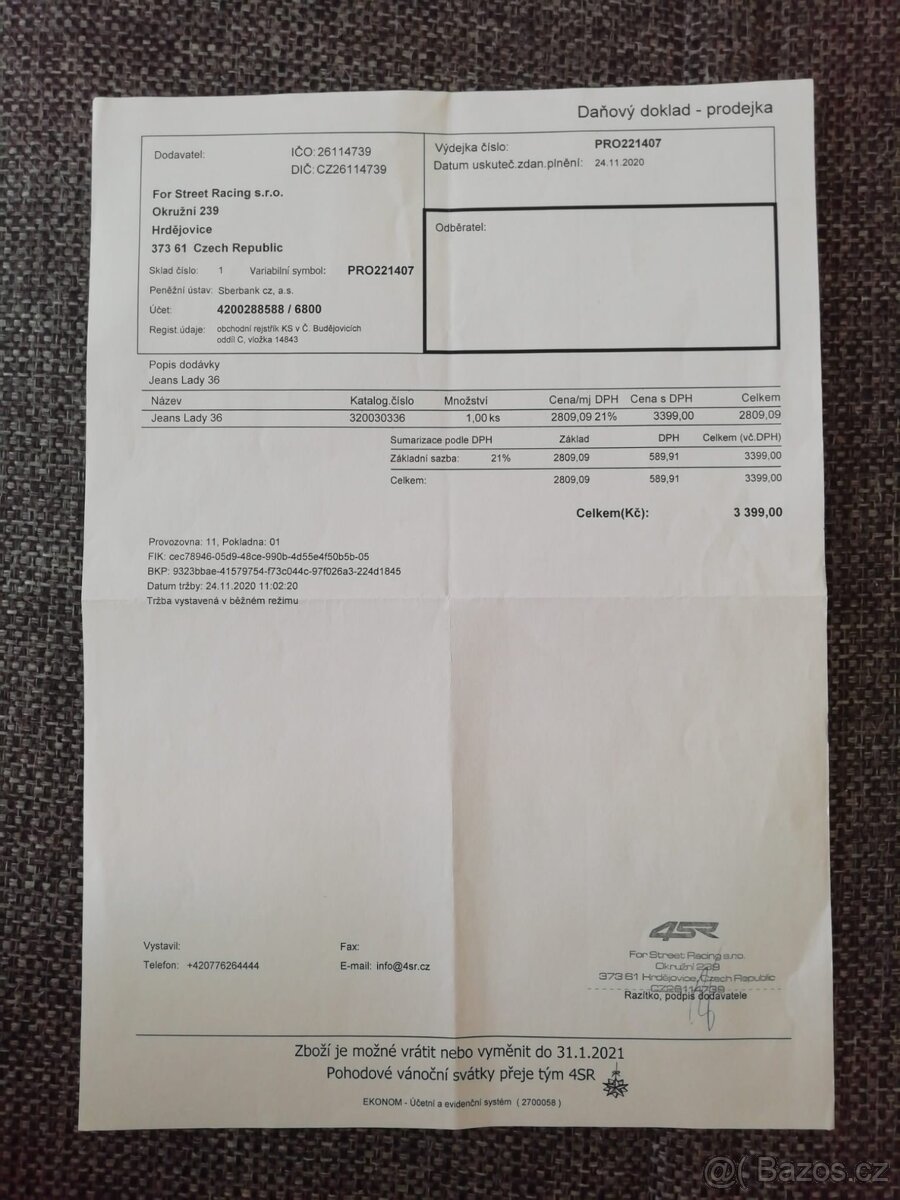 Daňový doklad - prodejka
Dodavatel: IČO: 26114739
DIČ: CZ26114739
For Street Racing s.r.o.
Okružní 239
Hrdějovice
373 61 Czech Republic
Sklad číslo: 1 Variabilní symbol: PRO221407
Peněžní ústav: Sberbank cz, a.s.
Účet: 4200288588 / 6800
Regist.údaje: obchodní rejstřík KS v Č. Budějovicích
oddíl C, vložka 14843
Výdejka číslo: PRO221407
Datum uskuteč.zdan.plnění: 24.11.2020
Odběratel:
Popis dodávky
Jeans Lady 36
Název Katalog.číslo Množství Cena/mj DPH Cena s DPH Celkem
Jeans Lady 36 320030336 1,00 ks 2809,09 21% 3399,00 2809,09
Sumarizace podle DPH Základ DPH Celkem (vč.DPH)
Základní sazba: 21% 2809,09 589,91 3399,00
Celkem: 2809,09 589,91 3399,00
Celkem(Kč): 3 399,00
Provozovna: 11, Pokladna: 01
FIK: cec78946-05d9-48ce-990b-4d55e4f50b5b-05
BKP: 9323bbae-41579754-f73c044c-97f026a3-224d1845
Datum tržby: 24.11.2020 11:02:20
Tržba vystavená v běžném režimu
Vystavil: Fax:
Telefon: +420776264444 E-mail: info@4sr.cz
4SR
For Street Racing s.r.o.
Okružní 239
373 61 Hrdějovice, Czech Republic
CZ26114739
Razítko, podpis dodavatele
Zboží je možné vrátit nebo vyměnit do 31.1.2021
Pohodové vánoční svátky přeje tým 4SR
EKONOM - Účetní a evidenční systém ( 2700058 )
@( Bazos.cz